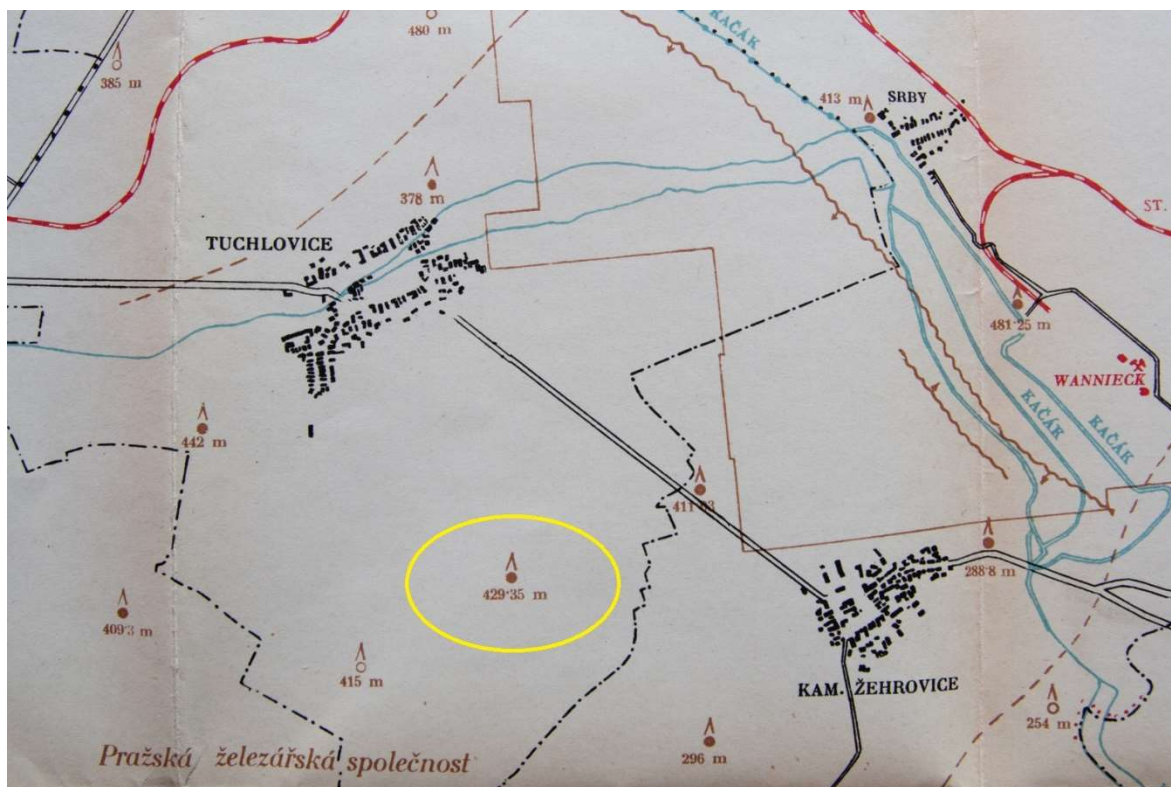 480 m
KAČÁK
KAČÁK
385 m
413 m
SRBY
378 m
ST.
TUCHLOVICE
481·25 m
WANNIECK
KAČÁK
KAČÁK
442 m
288·8 m
429·35 m
409·3 m
415 m
KAM. ŽEHROVICE
254 m
296 m
Pražská železářská společnost